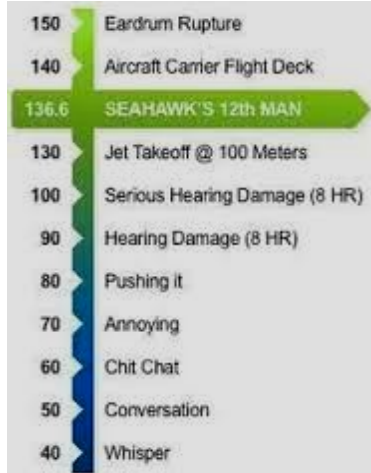 150 Eardrum Rupture
140 Aircraft Carrier Flight Deck
136.6 SEAHAWK'S 12th MAN
130 Jet Takeoff @ 100 Meters
100 Serious Hearing Damage (8 HR)
90 Hearing Damage (8 HR)
80 Pushing it
70 Annoying
60 Chit Chat
50 Conversation
40 Whisper